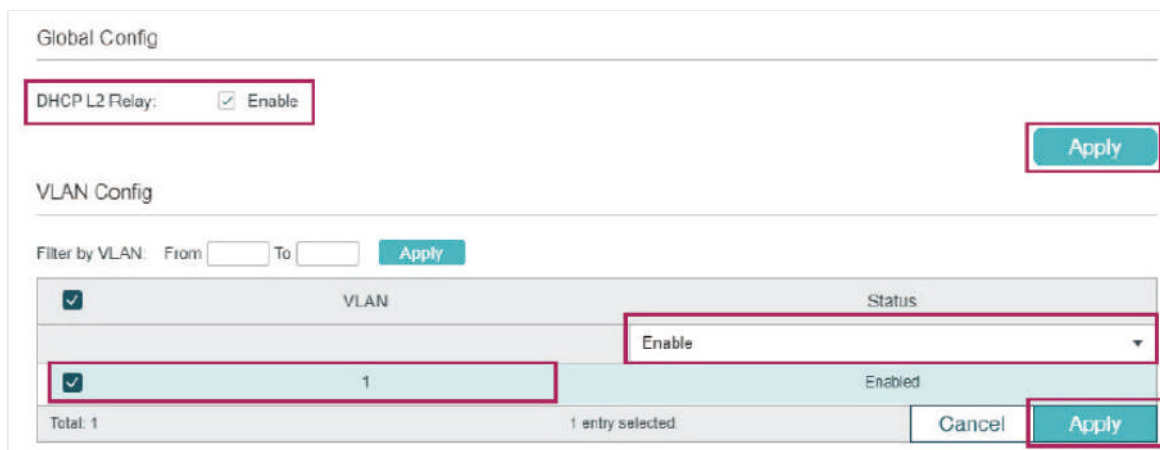 Global Config
DHCP L2 Relay: Enable
Apply
VLAN Config
Filter by VLAN: From To Apply
VLAN Status
Enable
1 Enabled
Total: 1 1 entry selected Cancel Apply